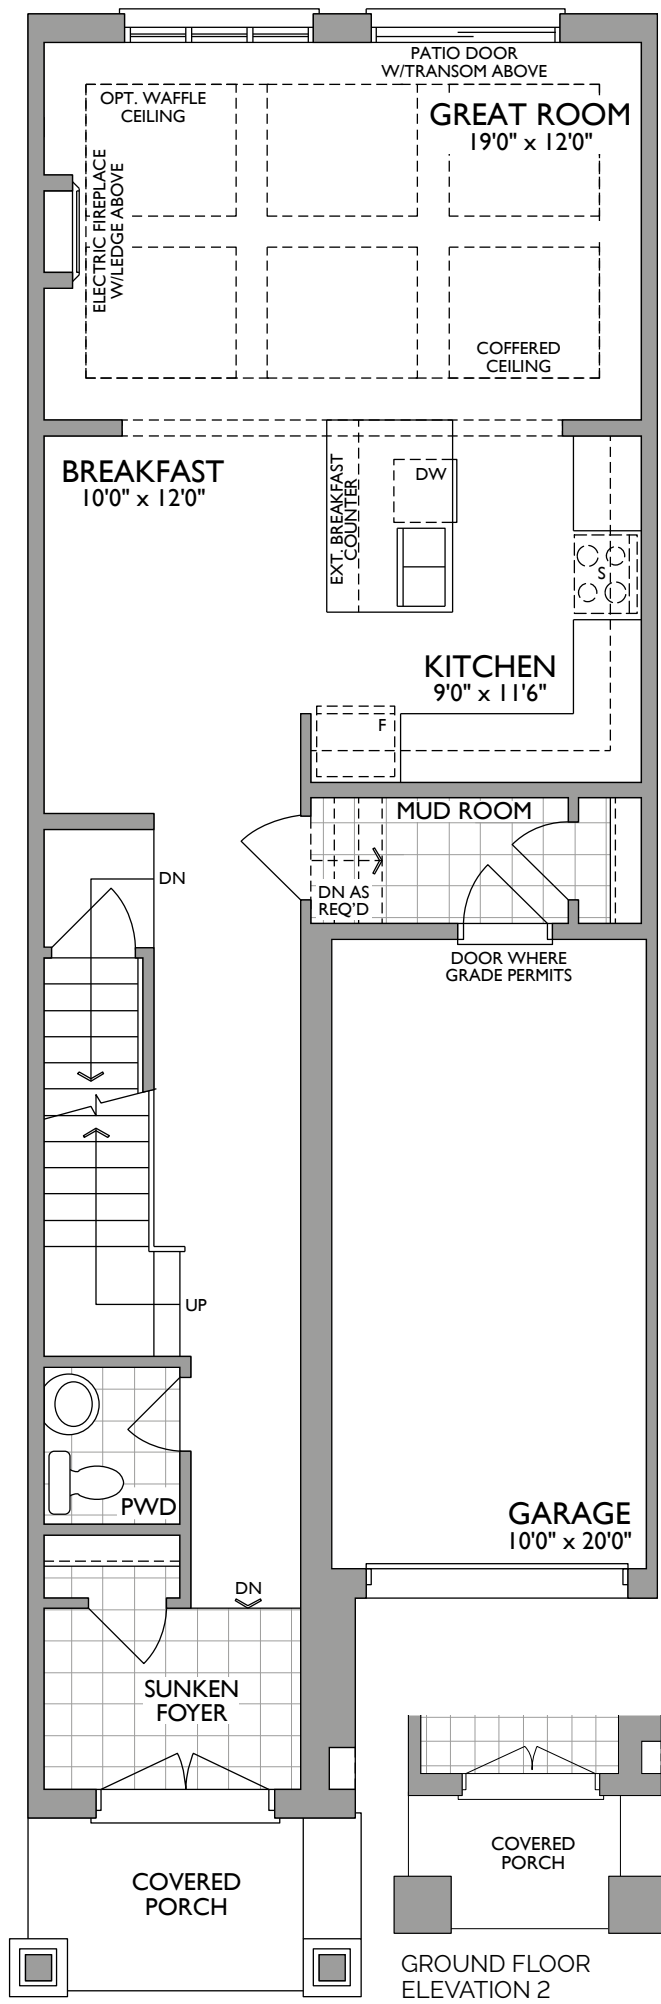 PATIO DOOR
W/TRANSOM ABOVE
OPT. WAFFLE
CEILING
GREAT ROOM
19'0" x 12'0"
ELECTRIC FIREPLACE
W/LEDGE ABOVE
COFFERED
CEILING
BREAKFAST
10'0" x 12'0"
EXT. BREAKFAST
COUNTER
DW
S
KITCHEN
9'0" x 11'6"
F
MUD ROOM
DN
DN AS
REQ'D
DOOR WHERE
GRADE PERMITS
UP
PWD
GARAGE
10'0" x 20'0"
DN
SUNKEN
FOYER
COVERED
PORCH
COVERED
PORCH
GROUND FLOOR
ELEVATION 2